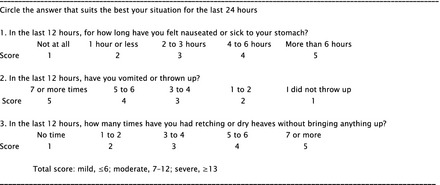 Circle the answer that suits the best your situation for the last 24 hours
1. In the last 12 hours, for how long have you felt nauseated or sick to your stomach?
Not at all 1 hour or less 2 to 3 hours 4 to 6 hours More than 6 hours
Score 1 2 3 4 5
2. In the last 12 hours, have you vomited or thrown up?
7 or more times 5 to 6 3 to 4 1 to 2 I did not throw up
Score 5 4 3 2 1
3. In the last 12 hours, how many times have you had retching or dry heaves without bringing anything up?
No time 1 to 2 3 to 4 5 to 6 7 or more
Score 1 2 3 4 5
Total score: mild, ≤6; moderate, 7–12; severe, ≥13